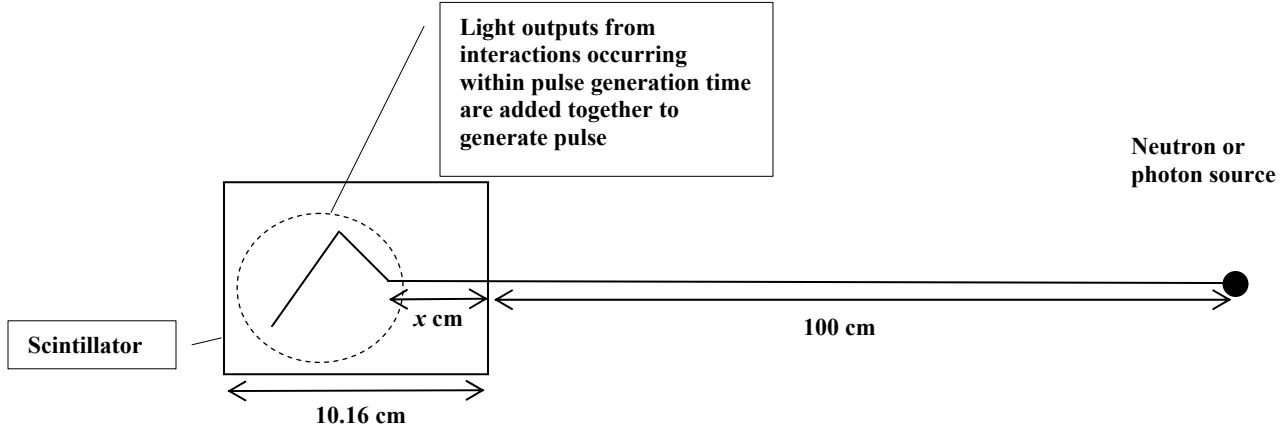 Light outputs from
interactions occurring
within pulse generation time
are added together to
generate pulse
Neutron or
photon source
x cm
100 cm
Scintillator
10.16 cm